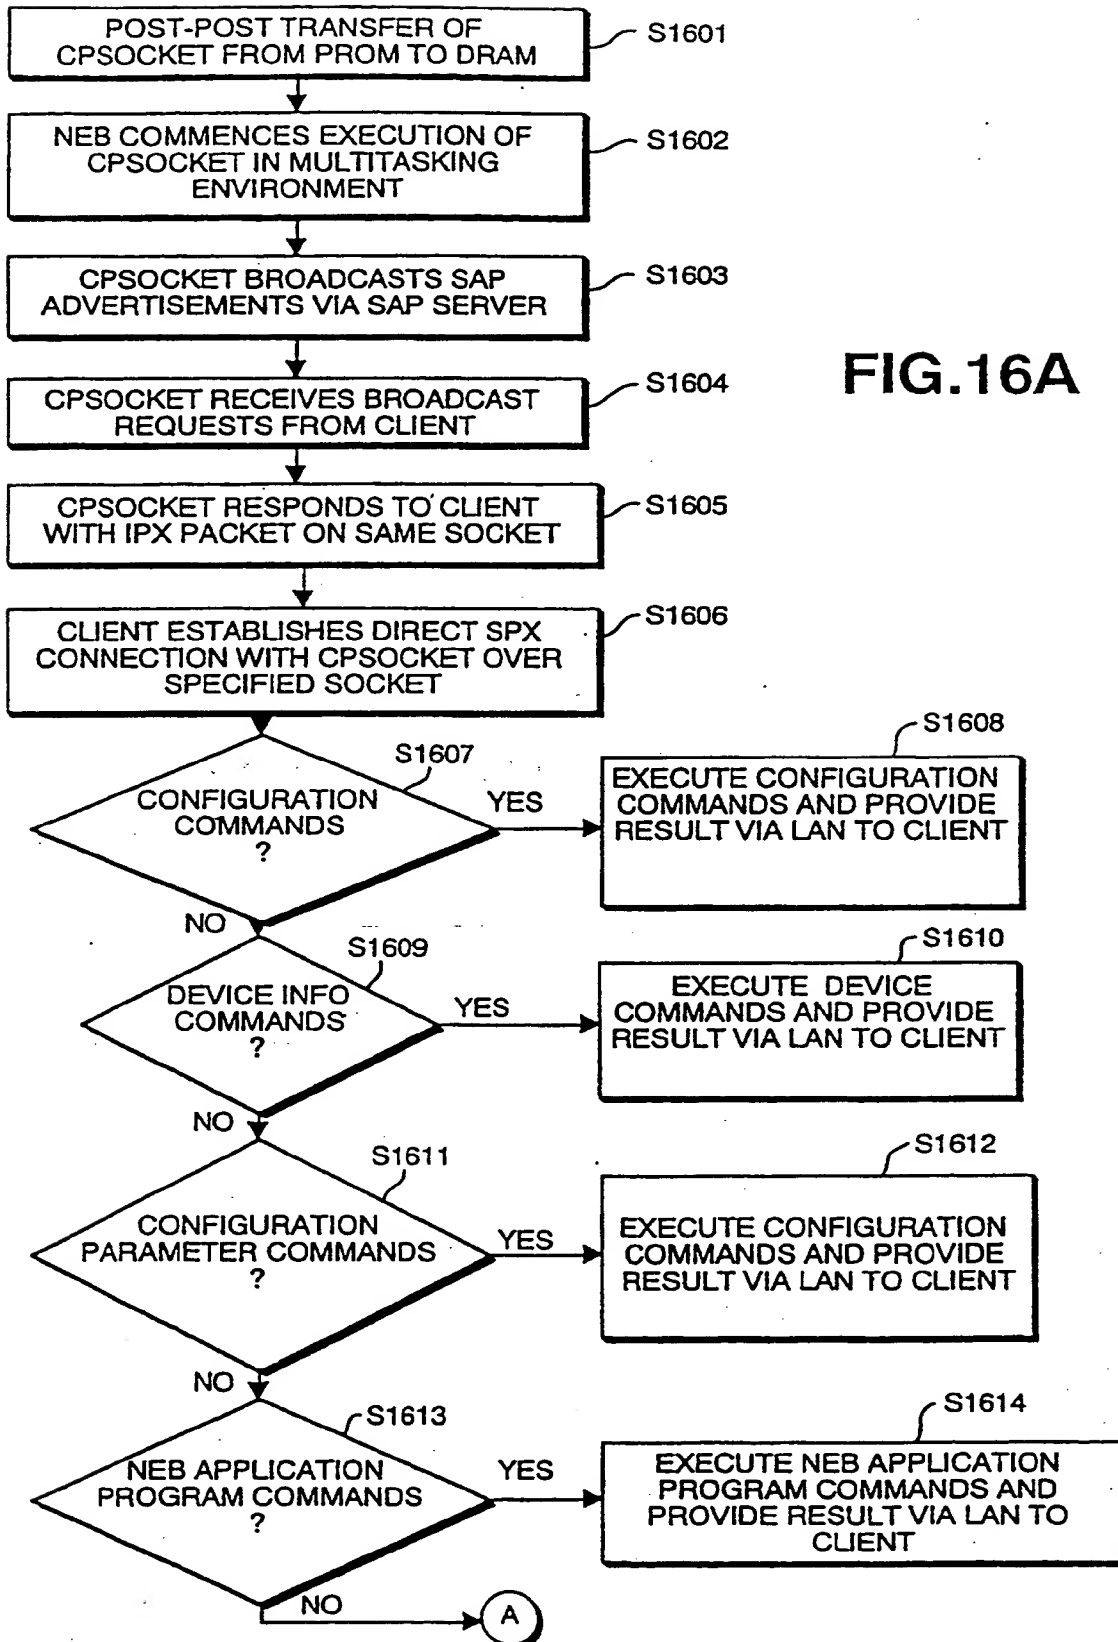 POST-POST TRANSFER OF
CPSOCKET FROM PROM TO DRAM
S1601
NEB COMMENCES EXECUTION OF
CPSOCKET IN MULTITASKING
ENVIRONMENT
S1602
CPSOCKET BROADCASTS SAP
ADVERTISEMENTS VIA SAP SERVER
S1603
FIG.16A
CPSOCKET RECEIVES BROADCAST
REQUESTS FROM CLIENT
S1604
CPSOCKET RESPONDS TO CLIENT
WITH IPX PACKET ON SAME SOCKET
S1605
CLIENT ESTABLISHES DIRECT SPX
CONNECTION WITH CPSOCKET OVER
SPECIFIED SOCKET
S1606
S1607
CONFIGURATION
COMMANDS
?
YES
NO
S1608
EXECUTE CONFIGURATION
COMMANDS AND PROVIDE
RESULT VIA LAN TO CLIENT
S1609
DEVICE INFO
COMMANDS
?
YES
NO
S1610
EXECUTE DEVICE
COMMANDS AND PROVIDE
RESULT VIA LAN TO CLIENT
S1611
CONFIGURATION
PARAMETER COMMANDS
?
YES
NO
S1612
EXECUTE CONFIGURATION
COMMANDS AND PROVIDE
RESULT VIA LAN TO CLIENT
S1613
NEB APPLICATION
PROGRAM COMMANDS
?
YES
NO
S1614
EXECUTE NEB APPLICATION
PROGRAM COMMANDS AND
PROVIDE RESULT VIA LAN TO
CLIENT
A